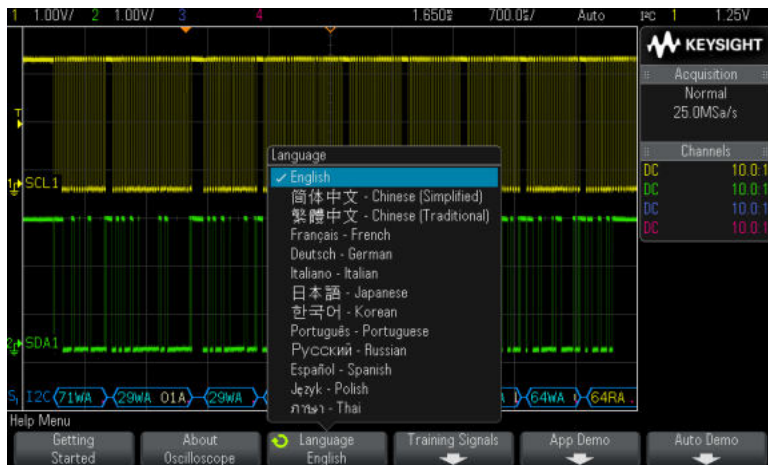 1 1.00V/ 2 1.00V/ 3 4 1.650s 700.0s/ Auto I²C 1 1.25V
KEYSIGHT
Acquisition
Normal
25.0MSa/s
Channels
DC 10.0:1
DC 10.0:1
DC 10.0:1
DC 10.0:1
T
1 SCL1
2 SDA1
Language
English
简体中文 - Chinese (Simplified)
繁體中文 - Chinese (Traditional)
Français - French
Deutsch - German
Italiano - Italian
日本語 - Japanese
한국어 - Korean
Português - Portuguese
Русский - Russian
Español - Spanish
Język - Polish
ภาษา - Thai
S1 I2C 71WA 29WA 01A 29WA 64WA 64RA
Help Menu
Getting Started
About Oscilloscope
Language English
Training Signals
App Demo
Auto Demo